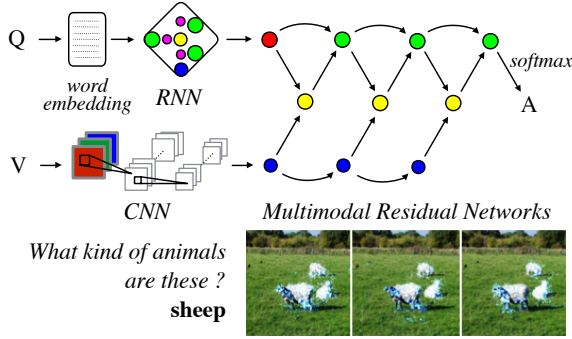 Q
word
embedding
RNN
softmax
A
V
CNN
Multimodal Residual Networks
What kind of animals
are these ?
sheep